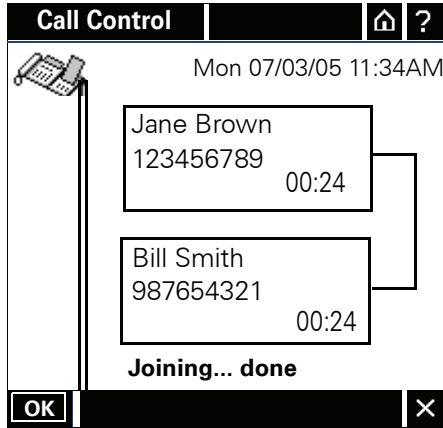 Call Control ?
Mon 07/03/05 11:34AM
Jane Brown
123456789
00:24
Bill Smith
987654321
00:24
Joining... done
OK